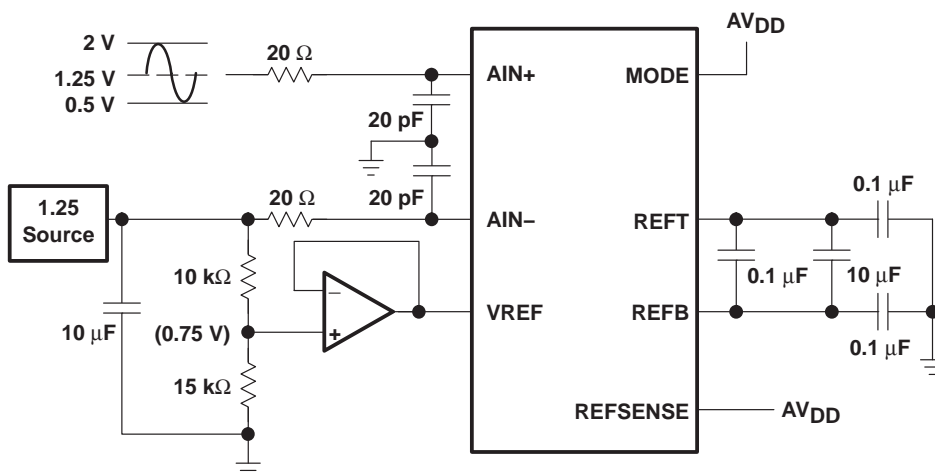 AVDD
2 V
1.25 V
0.5 V
20 Ω
AIN+
MODE
20 pF
20 pF
0.1 µF
1.25
Source
20 Ω
AIN−
REFT
10 kΩ
0.1 µF
10 µF
−
+
10 µF
(0.75 V)
VREF
REFB
0.1 µF
15 kΩ
REFSENSE
AVDD